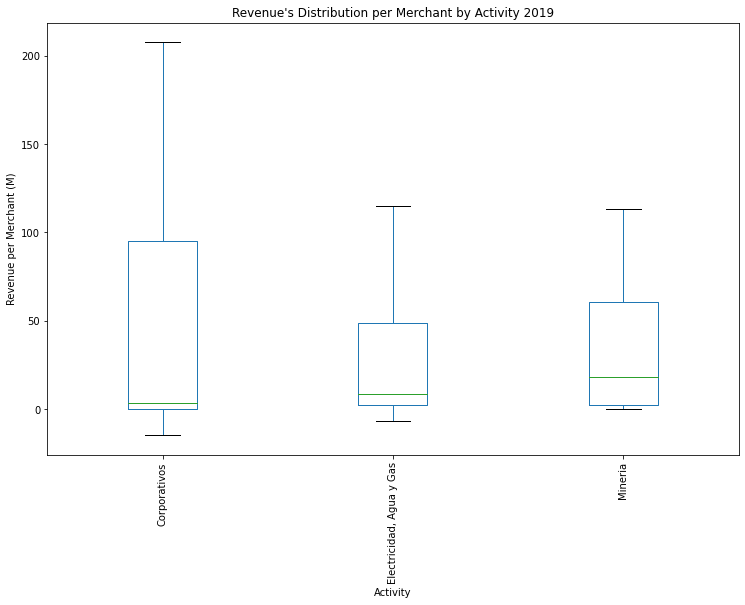 Revenue's Distribution per Merchant by Activity 2019
Revenue per Merchant (M)
200
150
100
50
0
Corporativos
Electricidad, Agua y Gas
Mineria
Activity